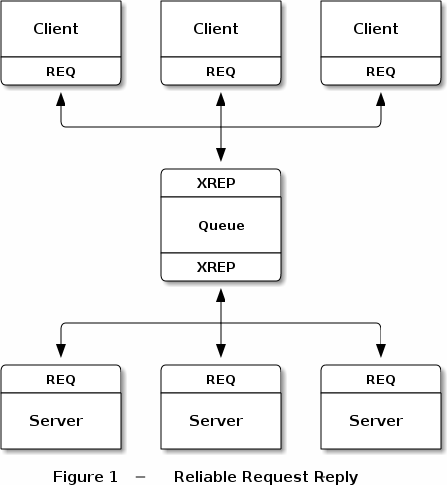 Client Client Client
REQ REQ REQ
XREP
Queue
XREP
REQ REQ REQ
Server Server Server
Figure 1 – Reliable Request Reply